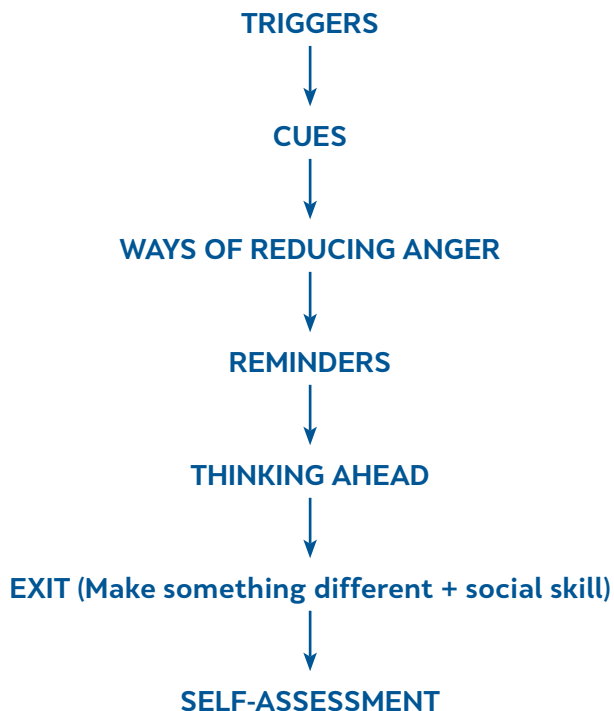 TRIGGERS
CUES
WAYS OF REDUCING ANGER
REMINDERS
THINKING AHEAD
EXIT (Make something different + social skill)
SELF-ASSESSMENT